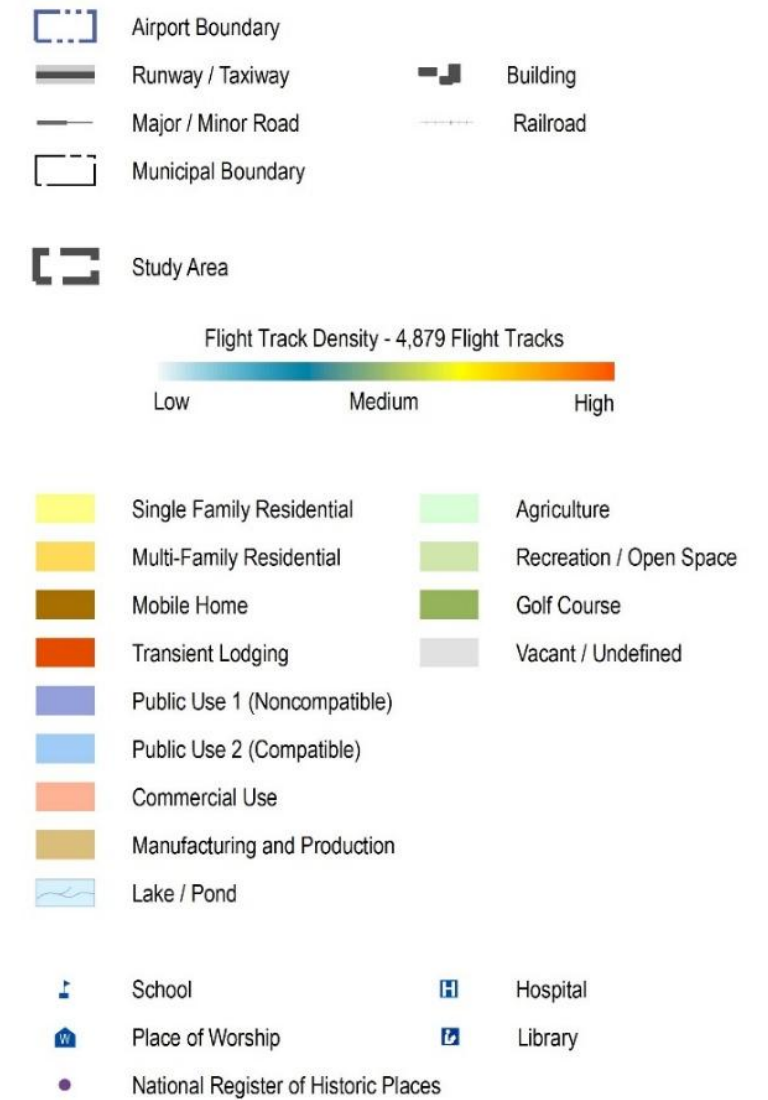 Airport Boundary
Runway / Taxiway
Building
Major / Minor Road
Railroad
Municipal Boundary
Study Area
Flight Track Density - 4,879 Flight Tracks
Low Medium High
Single Family Residential
Agriculture
Multi-Family Residential
Recreation / Open Space
Mobile Home
Golf Course
Transient Lodging
Vacant / Undefined
Public Use 1 (Noncompatible)
Public Use 2 (Compatible)
Commercial Use
Manufacturing and Production
Lake / Pond
School
H Hospital
W Place of Worship
Library
National Register of Historic Places